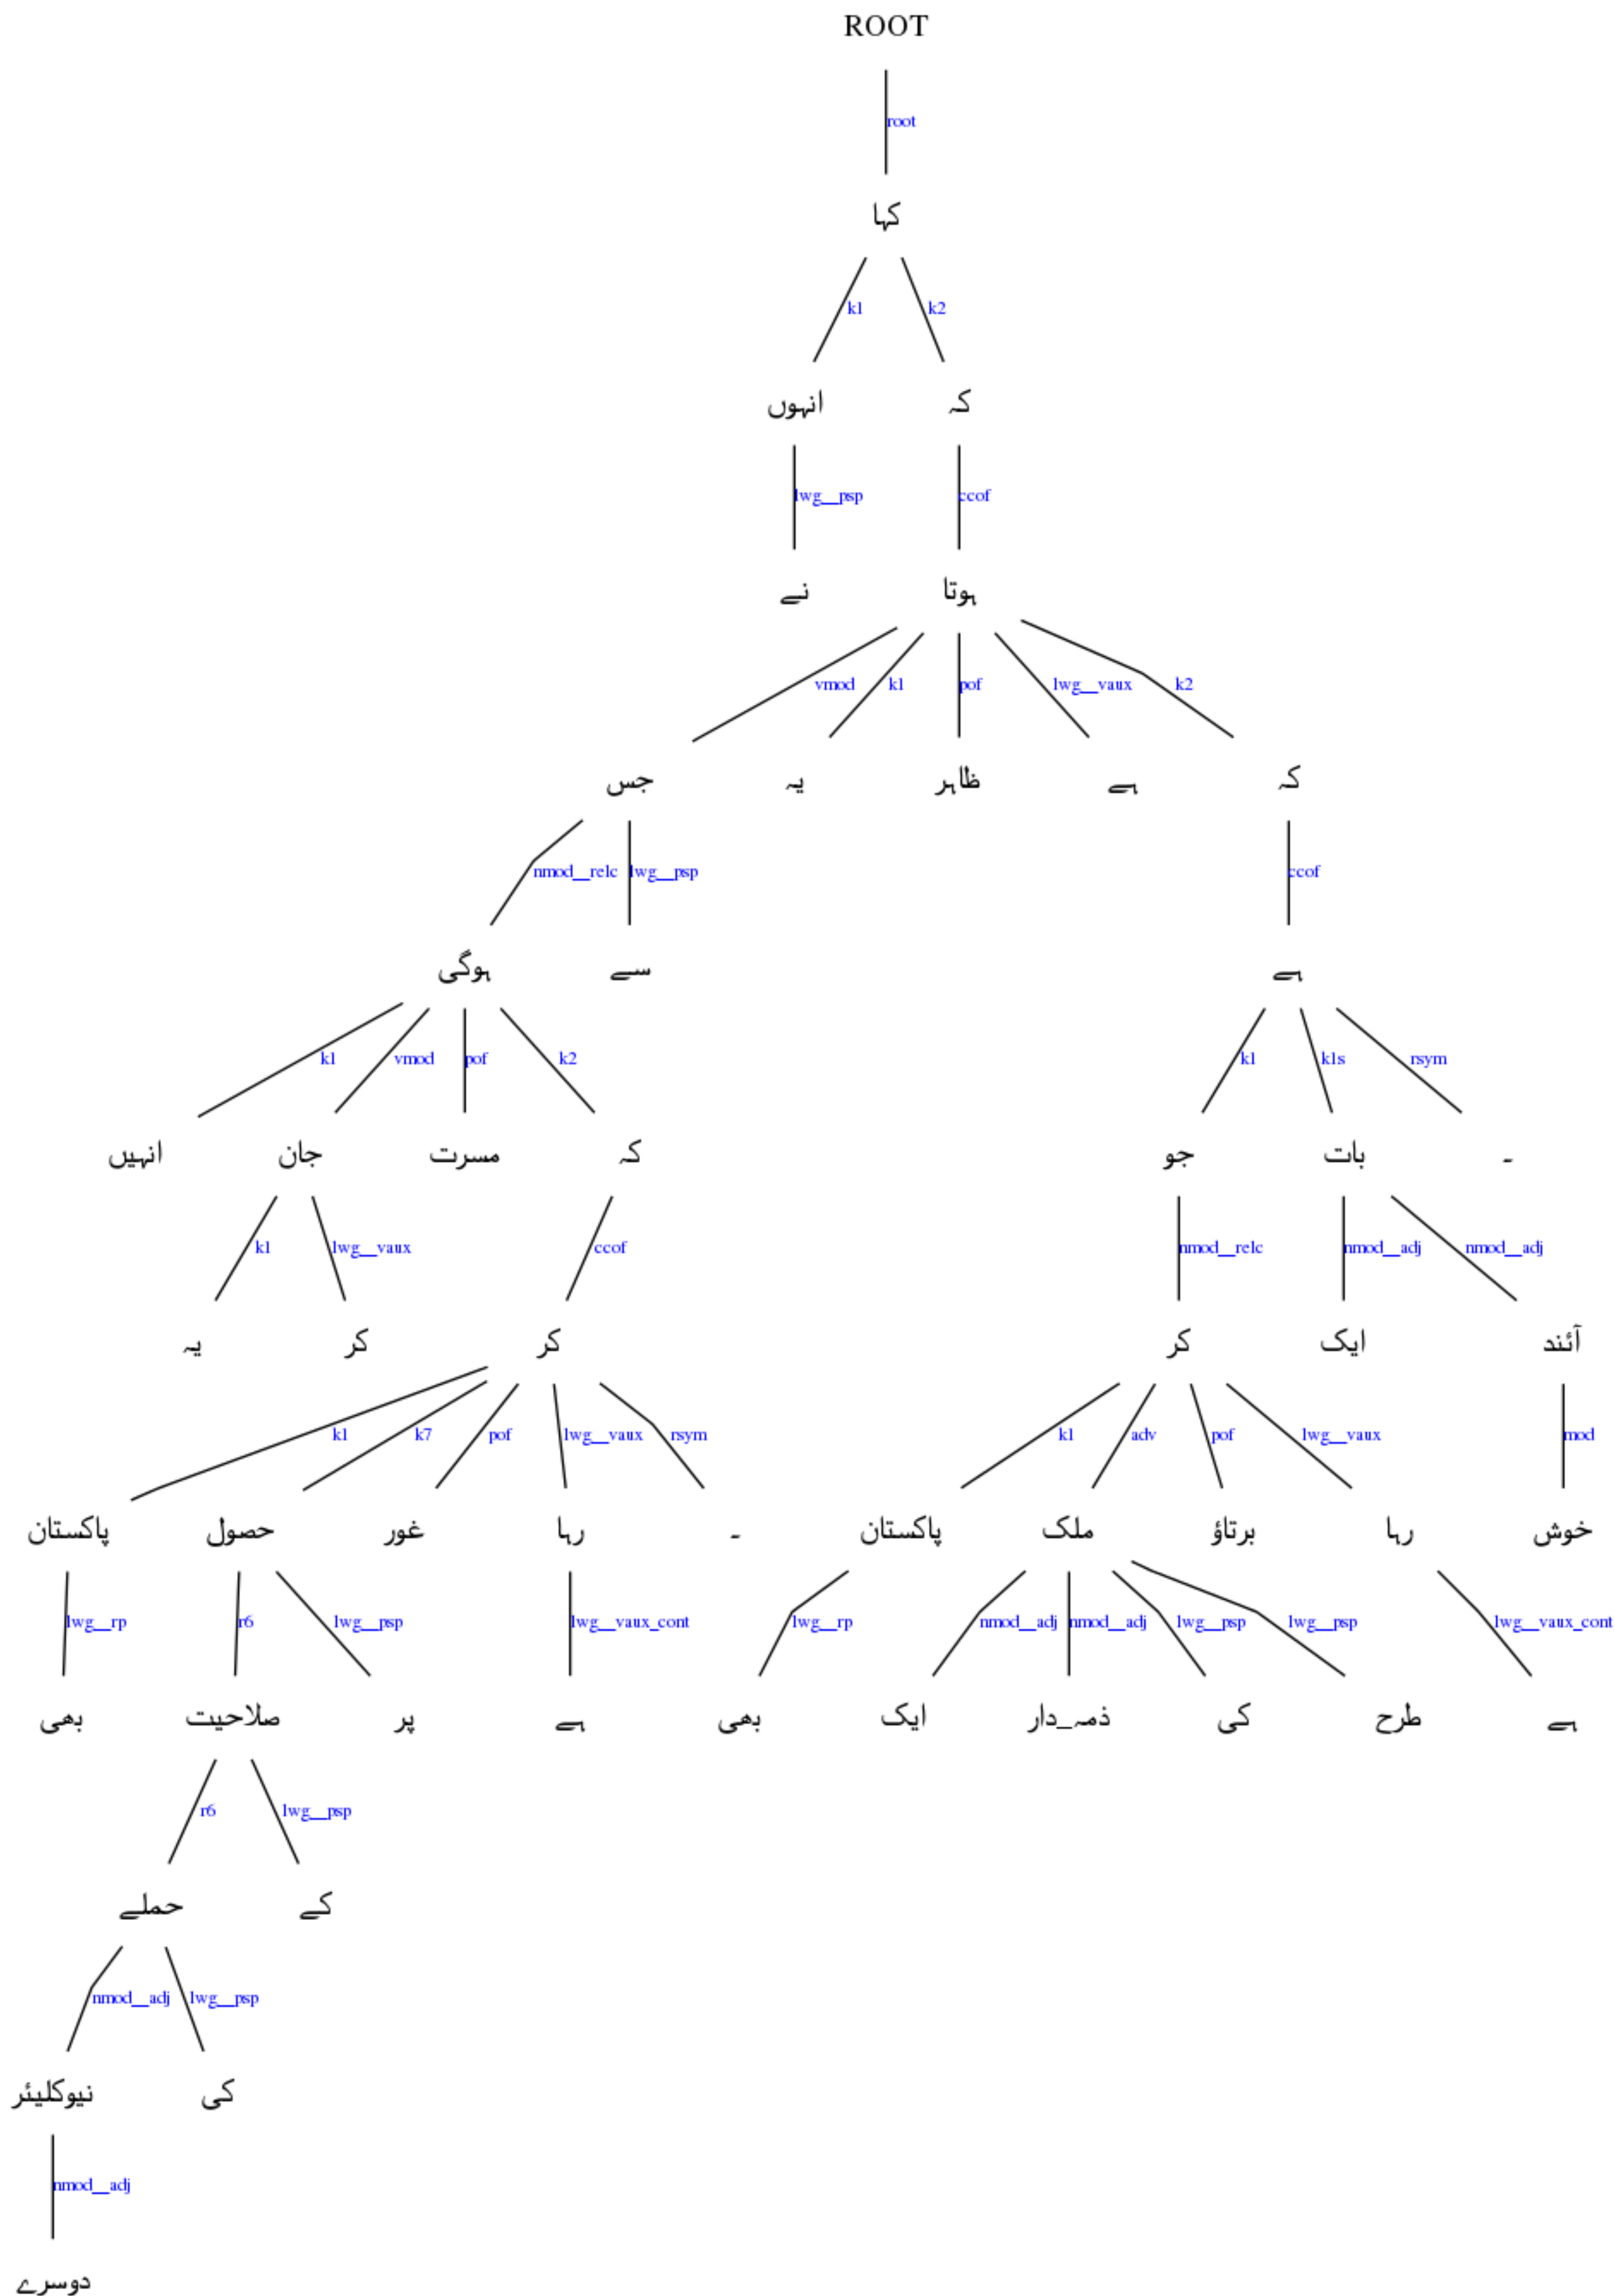 ROOT
root
کہا
k1 k2
انہوں کہ
lwg__psp ccof
نے ہوتا
vmod k1 pof lwg__vaux k2
جس یہ ظاہر ہے کہ
nmod__relc lwg__psp ccof
ہوگی سے ہے
k1 vmod pof k2 k1 k1s rsym
انہیں جان مسرت کہ جو بات ۔
k1 lwg__vaux ccof nmod__relc nmod__adj nmod__adj
یہ کر کر کر ایک آئند
k1 k7 pof lwg__vaux rsym k1 adv pof lwg__vaux mod
پاکستان حصول غور رہا ۔ پاکستان ملک برتاؤ رہا خوش
lwg__rp r6 lwg__psp lwg__vaux_cont lwg__rp nmod__adj nmod__adj lwg__psp lwg__psp lwg__vaux_cont
بھی صلاحیت پر ہے بھی ایک ذمہ_دار کی طرح ہے
r6 lwg__psp
حملے کے
nmod__adj lwg__psp
نیوکلیئر کی
nmod__adj
دوسرے